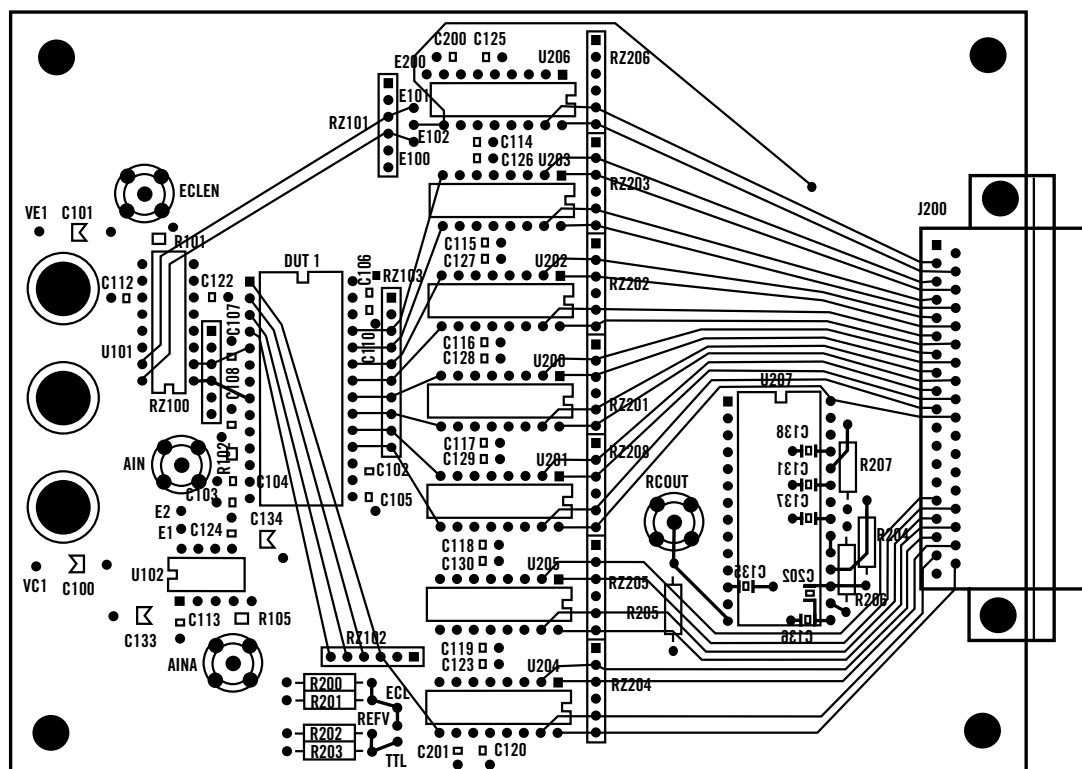 C200 C125
E200
U206
RZ206
E101
RZ101
E102
C114
E100
C126 U203
RZ203
ECLEN
VE1 C101
J200
R101
C115
C127
U202
DUT 1
C106
RZ103
RZ202
C112
C122
C107
C110
C116
C128
U200
U101
C108
U207
RZ100
RZ201
C138
C117
C129
U201
RZ208
AIN
R102
C102
C131
R207
C103
C104
RCOUT
C105
C137
E2
E1 C124
C134
R204
C118
C130
U205
VC1 C100
U102
RZ205
C135
C202
R206
C113 R105
R205
C133
C136
RZ102
C119
C123
U204
AINA
R200
R201
ECL
RZ204
REFV
R202
R203
TTL
C201 C120